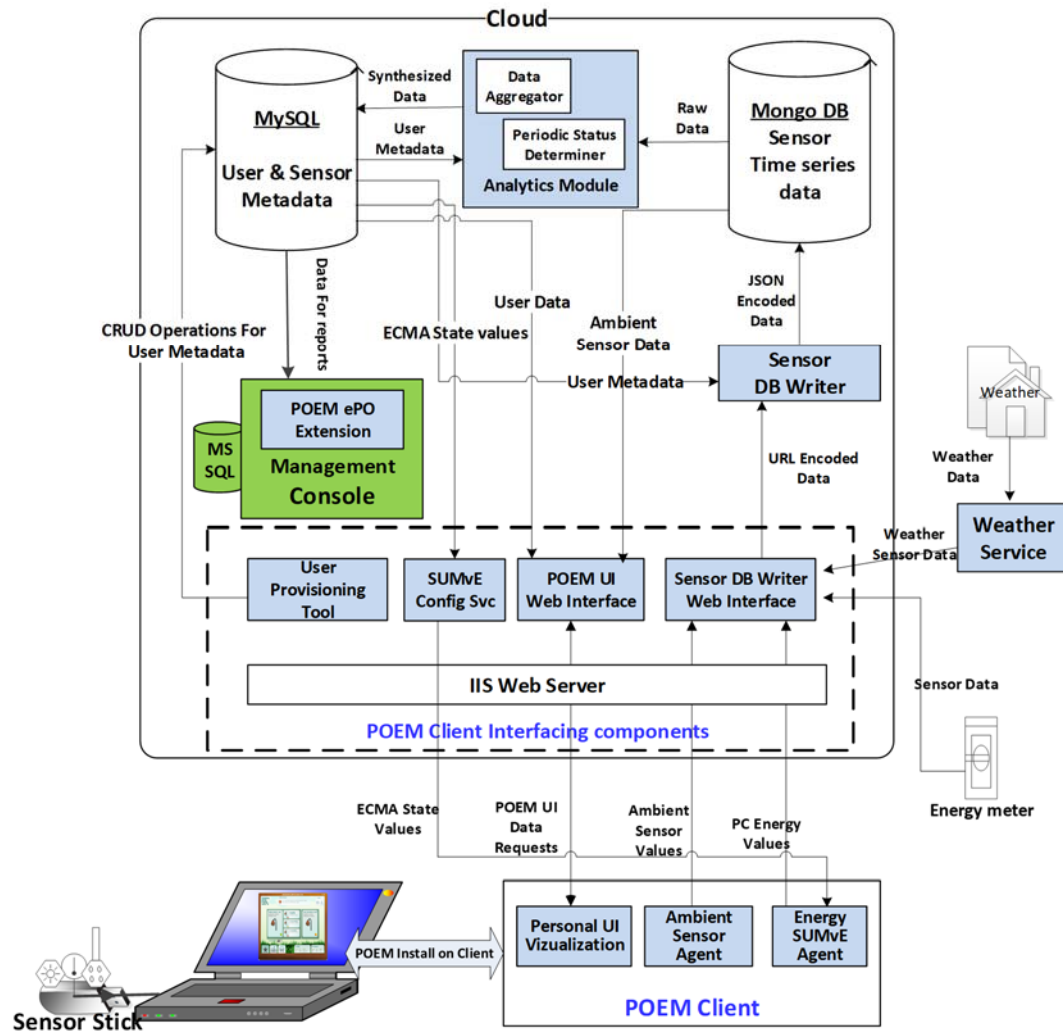 Cloud
MySQL
User & Sensor
Metadata
Synthesized
Data
User
Metadata
Data
Aggregator
Periodic Status
Determiner
Analytics Module
Raw
Data
Mongo DB
Sensor
Time series
data
CRUD Operations For
User Metadata
Data For reports
ECMA State values
User Data
Ambient
Sensor Data
User Metadata
JSON
Encoded
Data
Sensor
DB Writer
URL Encoded
Data
POEM ePO
Extension
Management
Console
MS
SQL
Weather
Weather
Data
Weather
Service
Weather
Sensor Data
User
Provisioning
Tool
SUMvE
Config Svc
POEM UI
Web Interface
Sensor DB Writer
Web Interface
IIS Web Server
POEM Client Interfacing components
Sensor Data
Energy meter
ECMA State
Values
POEM UI
Data
Requests
Ambient
Sensor
Values
PC Energy
Values
Personal UI
Vizualization
Ambient
Sensor
Agent
Energy
SUMvE
Agent
POEM Client
POEM Install on Client
Sensor Stick